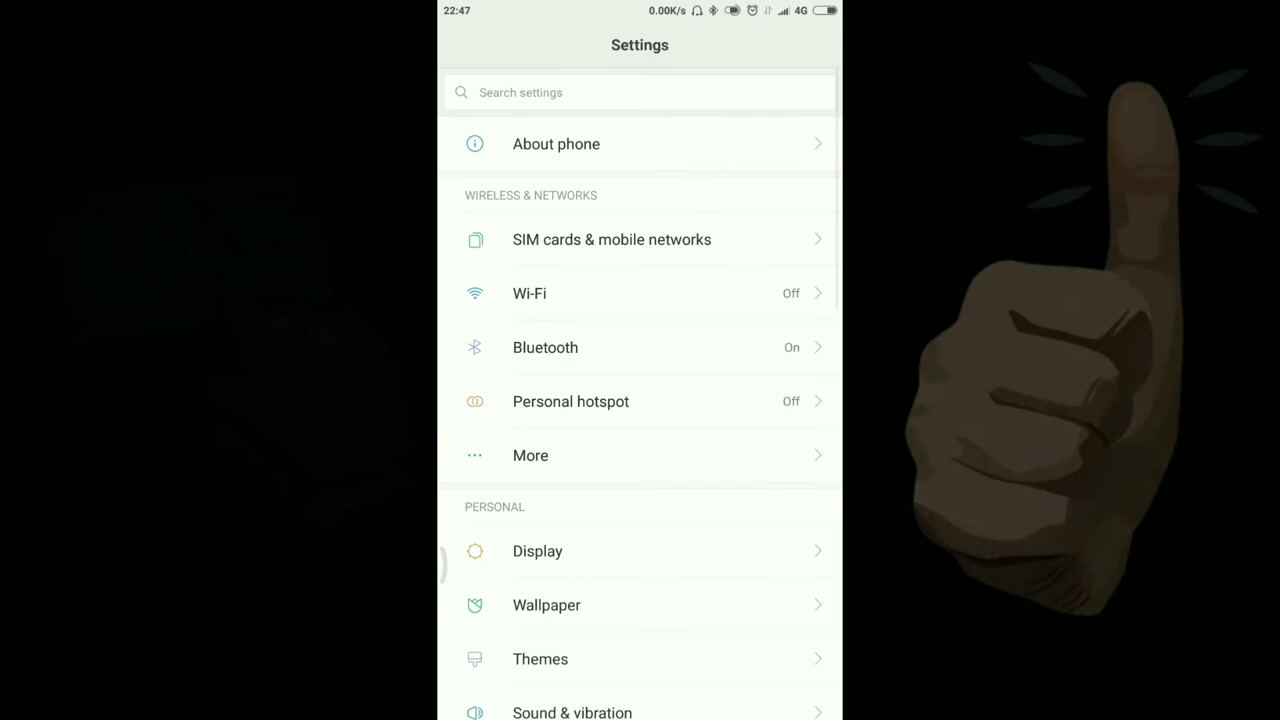 22:47 0.00K/s 4G
Settings
Search settings
About phone
WIRELESS & NETWORKS
SIM cards & mobile networks
Wi-Fi Off
Bluetooth On
Personal hotspot Off
More
PERSONAL
Display
Wallpaper
Themes
Sound & vibration